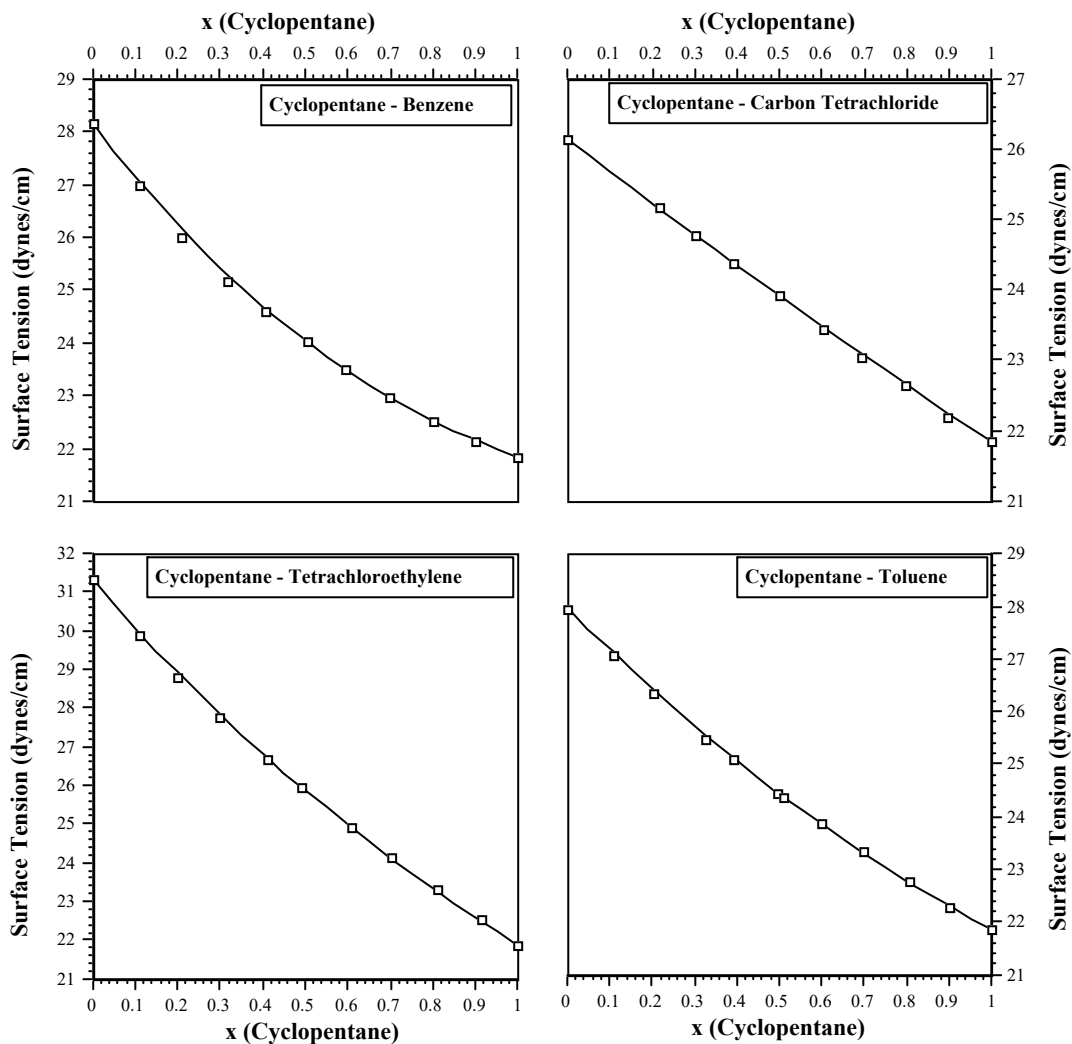 x (Cyclopentane)
0 0.1 0.2 0.3 0.4 0.5 0.6 0.7 0.8 0.9 1
29
28
27
26
25
24
23
22
21
Surface Tension (dynes/cm)
Cyclopentane - Benzene
x (Cyclopentane)
0 0.1 0.2 0.3 0.4 0.5 0.6 0.7 0.8 0.9 1
Cyclopentane - Carbon Tetrachloride
27
26
25
24
23
22
21
Surface Tension (dynes/cm)
32
31
30
29
28
27
26
25
24
23
22
21
Surface Tension (dynes/cm)
Cyclopentane - Tetrachloroethylene
0 0.1 0.2 0.3 0.4 0.5 0.6 0.7 0.8 0.9 1
x (Cyclopentane)
Cyclopentane - Toluene
29
28
27
26
25
24
23
22
21
Surface Tension (dynes/cm)
0 0.1 0.2 0.3 0.4 0.5 0.6 0.7 0.8 0.9 1
x (Cyclopentane)